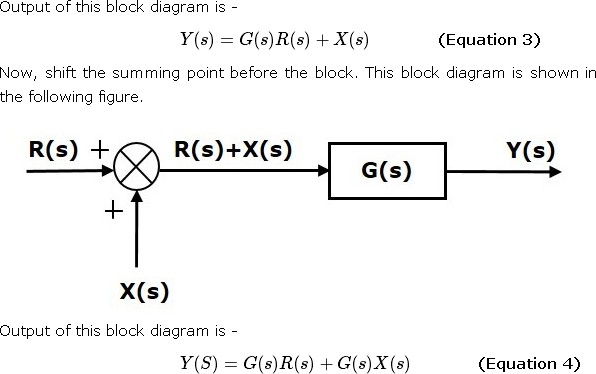 Output of this block diagram is -
Y(s) = G(s)R(s) + X(s) (Equation 3)
Now, shift the summing point before the block. This block diagram is shown in
the following figure.
R(s) + R(s)+X(s) G(s) Y(s)
+
X(s)
Output of this block diagram is -
Y(S) = G(s)R(s) + G(s)X(s) (Equation 4)